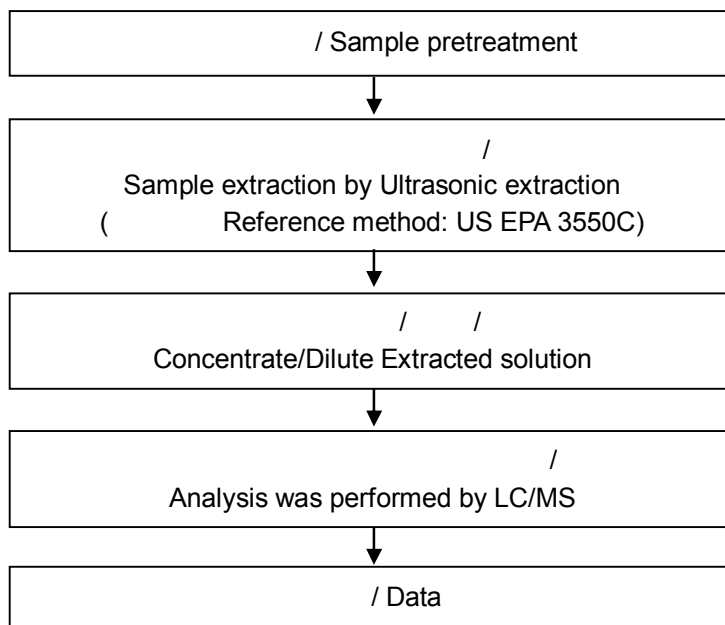 / Sample pretreatment
/
Sample extraction by Ultrasonic extraction
( Reference method: US EPA 3550C)
/ /
Concentrate/Dilute Extracted solution
/
Analysis was performed by LC/MS
/ Data